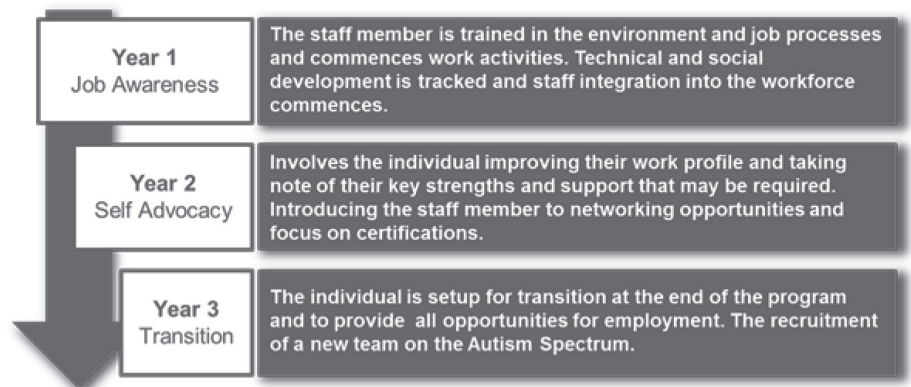 Year 1
Job Awareness
The staff member is trained in the environment and job processes
and commences work activities. Technical and social
development is tracked and staff integration into the workforce
commences.
Year 2
Self Advocacy
Involves the individual improving their work profile and taking
note of their key strengths and support that may be required.
Introducing the staff member to networking opportunities and
focus on certifications.
Year 3
Transition
The individual is setup for transition at the end of the program
and to provide all opportunities for employment. The recruitment
of a new team on the Autism Spectrum.